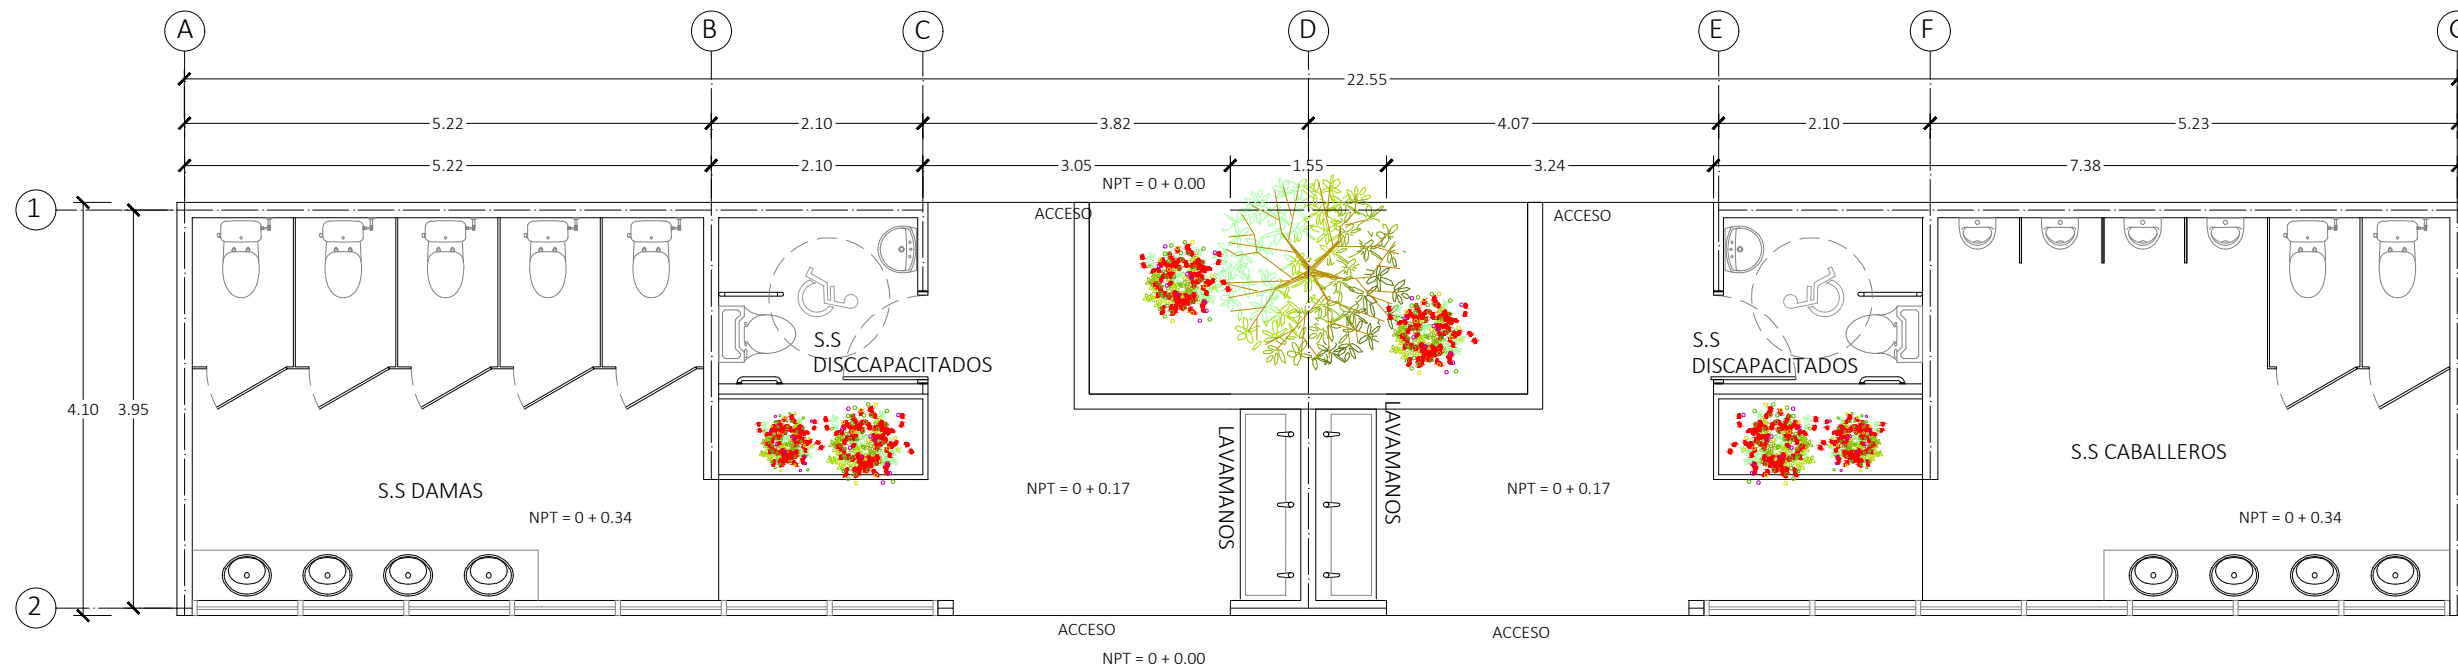 A
B
C
D
E
F
22.55
5.22
2.10
3.82
4.07
2.10
5.23
5.22
2.10
3.05
1.55
3.24
7.38
NPT = 0 + 0.00
1
ACCESO
ACCESO
S.S
DISCCAPACITADOS
S.S
DISCAPACITADOS
4.10
3.95
LAVAMANOS
LAVAMANOS
S.S CABALLEROS
S.S DAMAS
NPT = 0 + 0.17
NPT = 0 + 0.17
NPT = 0 + 0.34
NPT = 0 + 0.34
2
ACCESO
ACCESO
NPT = 0 + 0.00